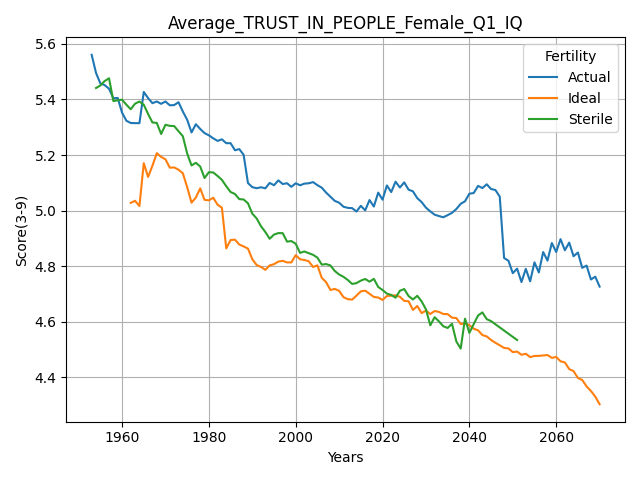 Average_TRUST_IN_PEOPLE_Female_Q1_IQ
Fertility
Actual
Ideal
Sterile
Score(3-9)
5.6
5.4
5.2
5.0
4.8
4.6
4.4
1960
1980
2000
2020
2040
2060
Years